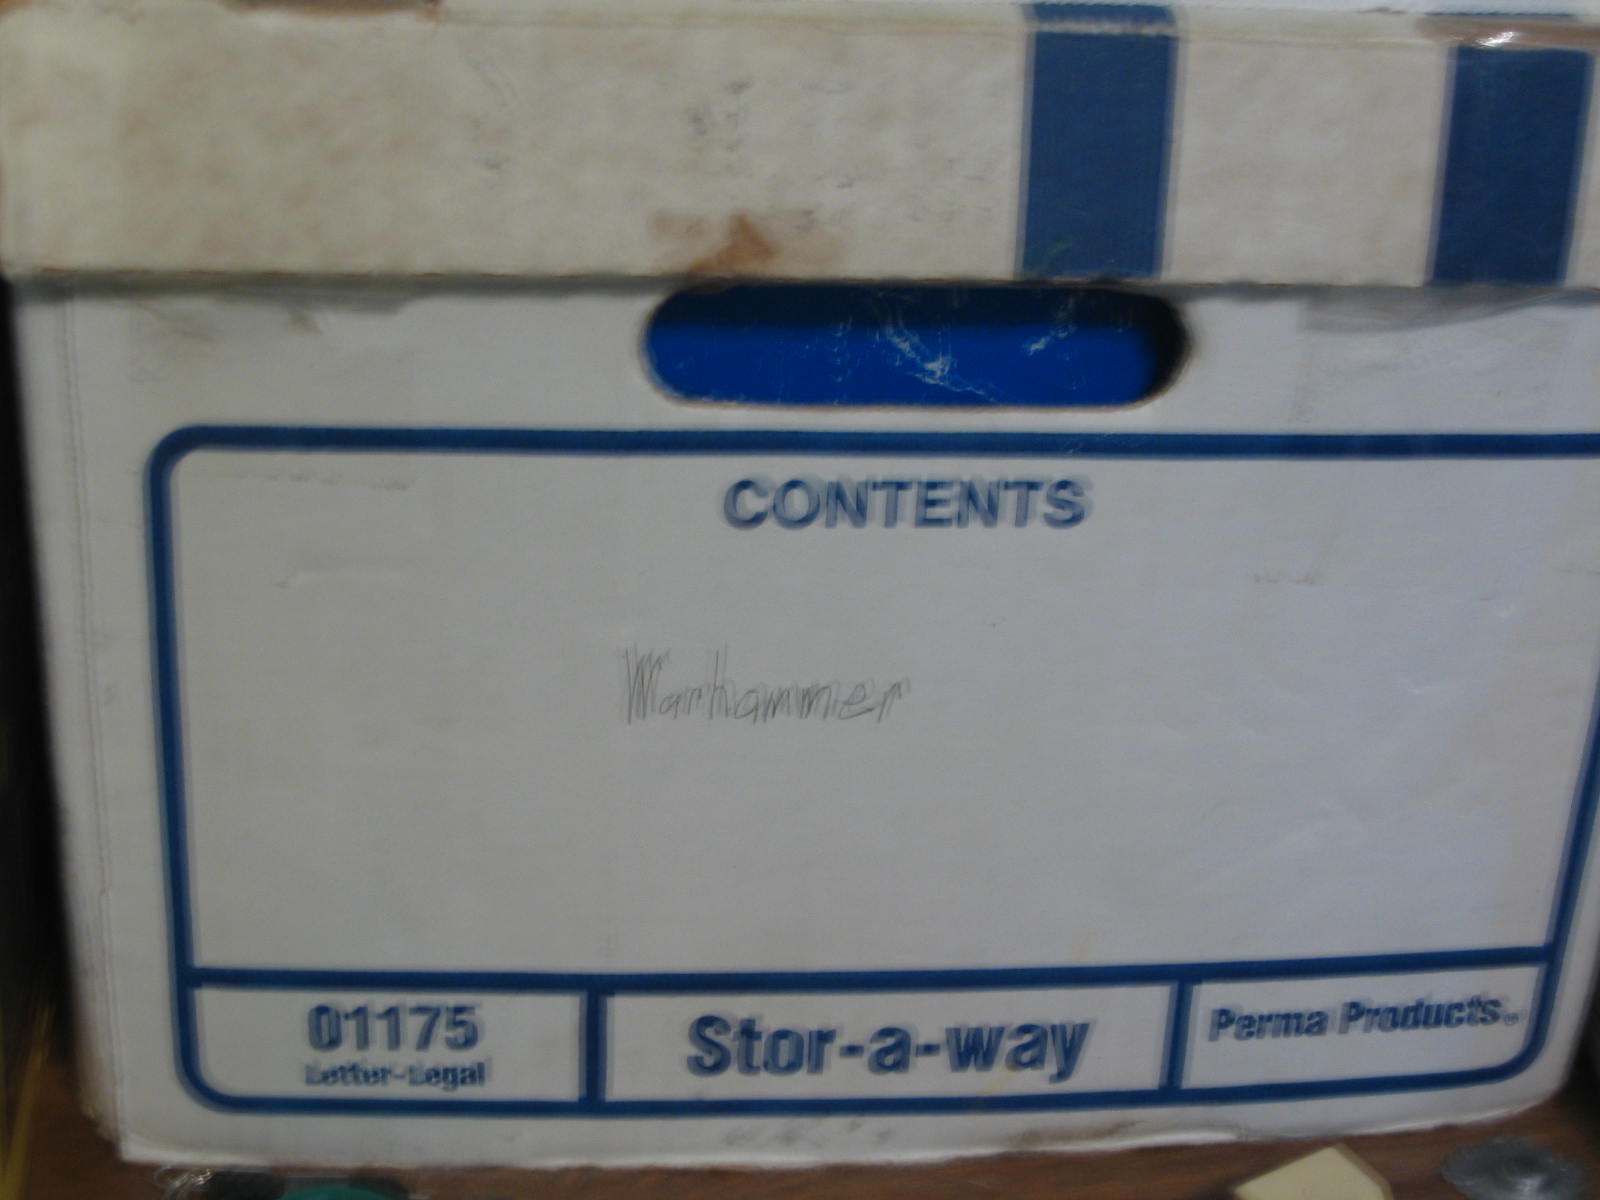 CONTENTS
Warhammer
01175
Letter-Legal
Stor-a-way
Perma Products®